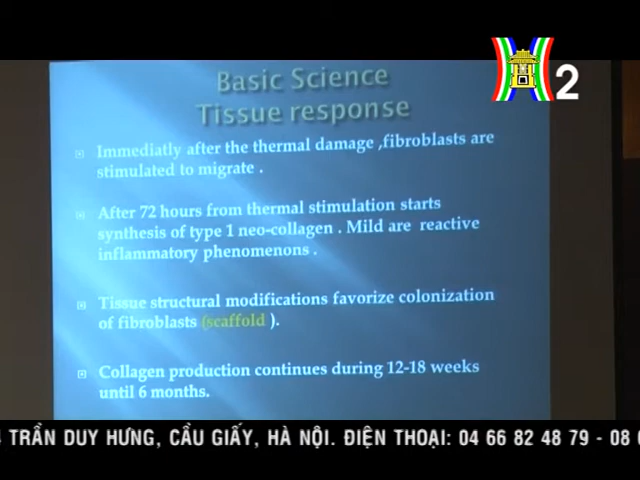 2
Basic Science
Tissue response
Immediatly after the thermal damage ,fibroblasts are
stimulated to migrate .
After 72 hours from thermal stimulation starts
synthesis of type 1 neo-collagen . Mild are reactive
inflammatory phenomenons .
Tissue structural modifications favorize colonization
of fibroblasts (scaffold ).
Collagen production continues during 12-18 weeks
until 6 months.
TRẦN DUY HƯNG, CẦU GIẤY, HÀ NỘI. ĐIỆN THOẠI: 04 66 82 48 79 - 08